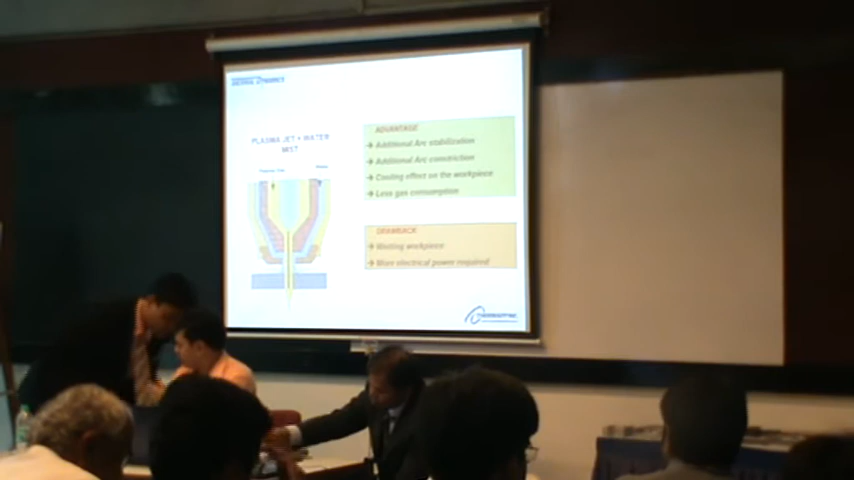 PLASMA JET + WATER
MIST
ADVANTAGE
→ Additional Arc stabilization
→ Additional Arc constriction
→ Cooling effect on the workpiece
→ Less gas consumption
DRAWBACK
→ Wetting workpiece
→ More electrical power required